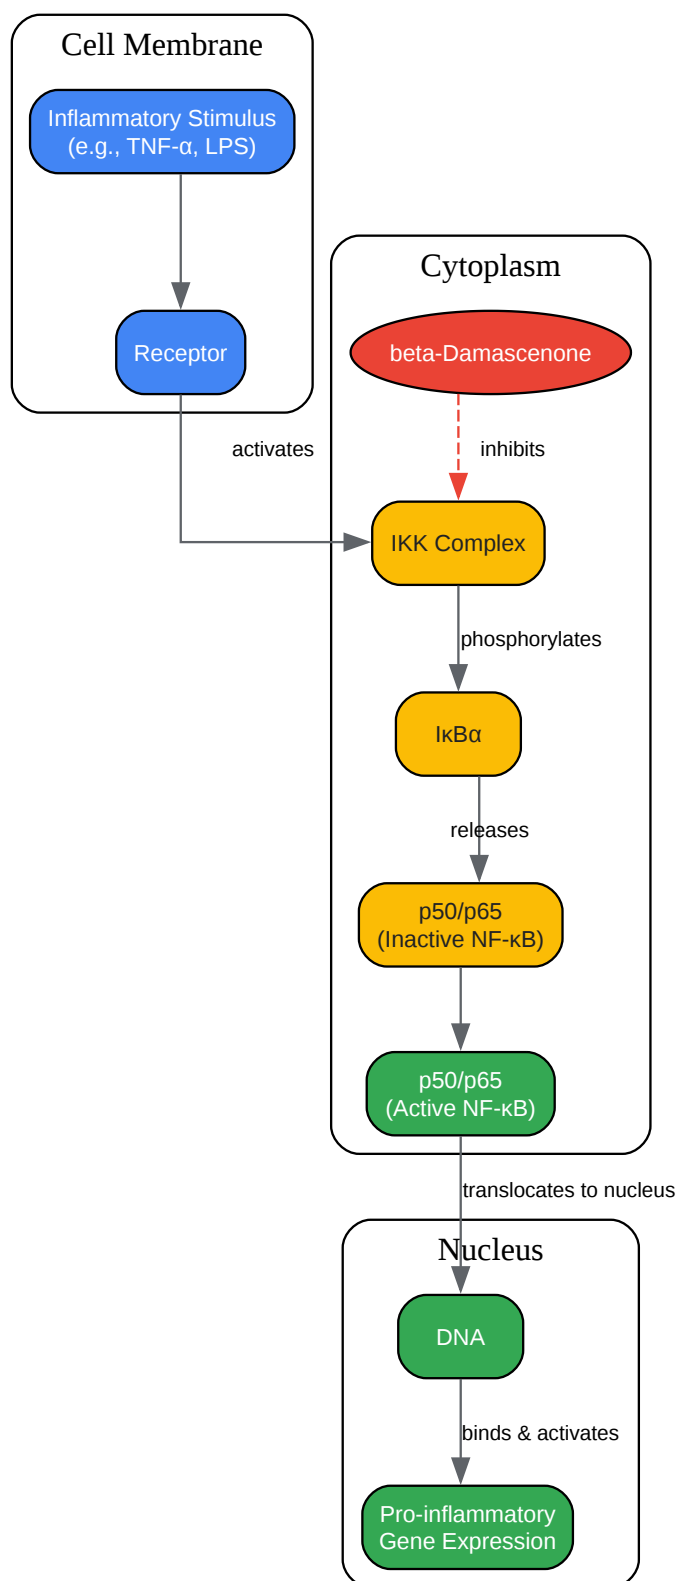 Cell Membrane
Inflammatory Stimulus
(e.g., TNF-α, LPS)
Receptor
activates
Cytoplasm
beta-Damascenone
inhibits
IKK Complex
phosphorylates
IκBα
releases
p50/p65
(Inactive NF-κB)
p50/p65
(Active NF-κB)
translocates to nucleus
Nucleus
DNA
binds & activates
Pro-inflammatory
Gene Expression